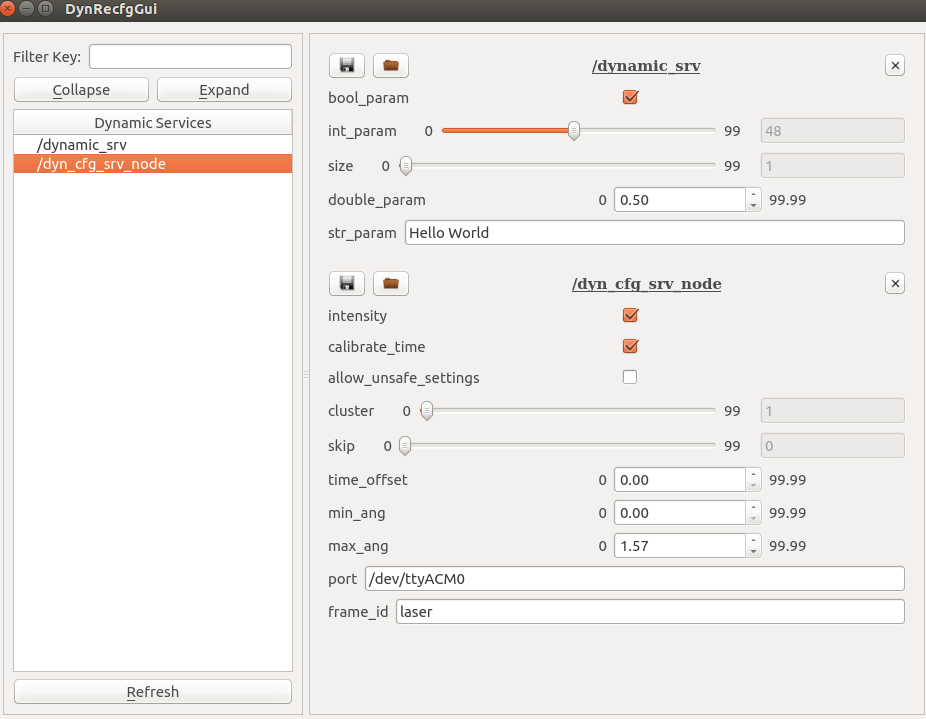 DynRecfgGui
Filter Key:
Collapse Expand
Dynamic Services
/dynamic_srv
/dyn_cfg_srv_node
Refresh
/dynamic_srv
bool_param
int_param 0 99 48
size 0 99 1
double_param 0 0.50 99.99
str_param Hello World
/dyn_cfg_srv_node
intensity
calibrate_time
allow_unsafe_settings
cluster 0 99 1
skip 0 99 0
time_offset 0 0.00 99.99
min_ang 0 0.00 99.99
max_ang 0 1.57 99.99
port /dev/ttyACM0
frame_id laser